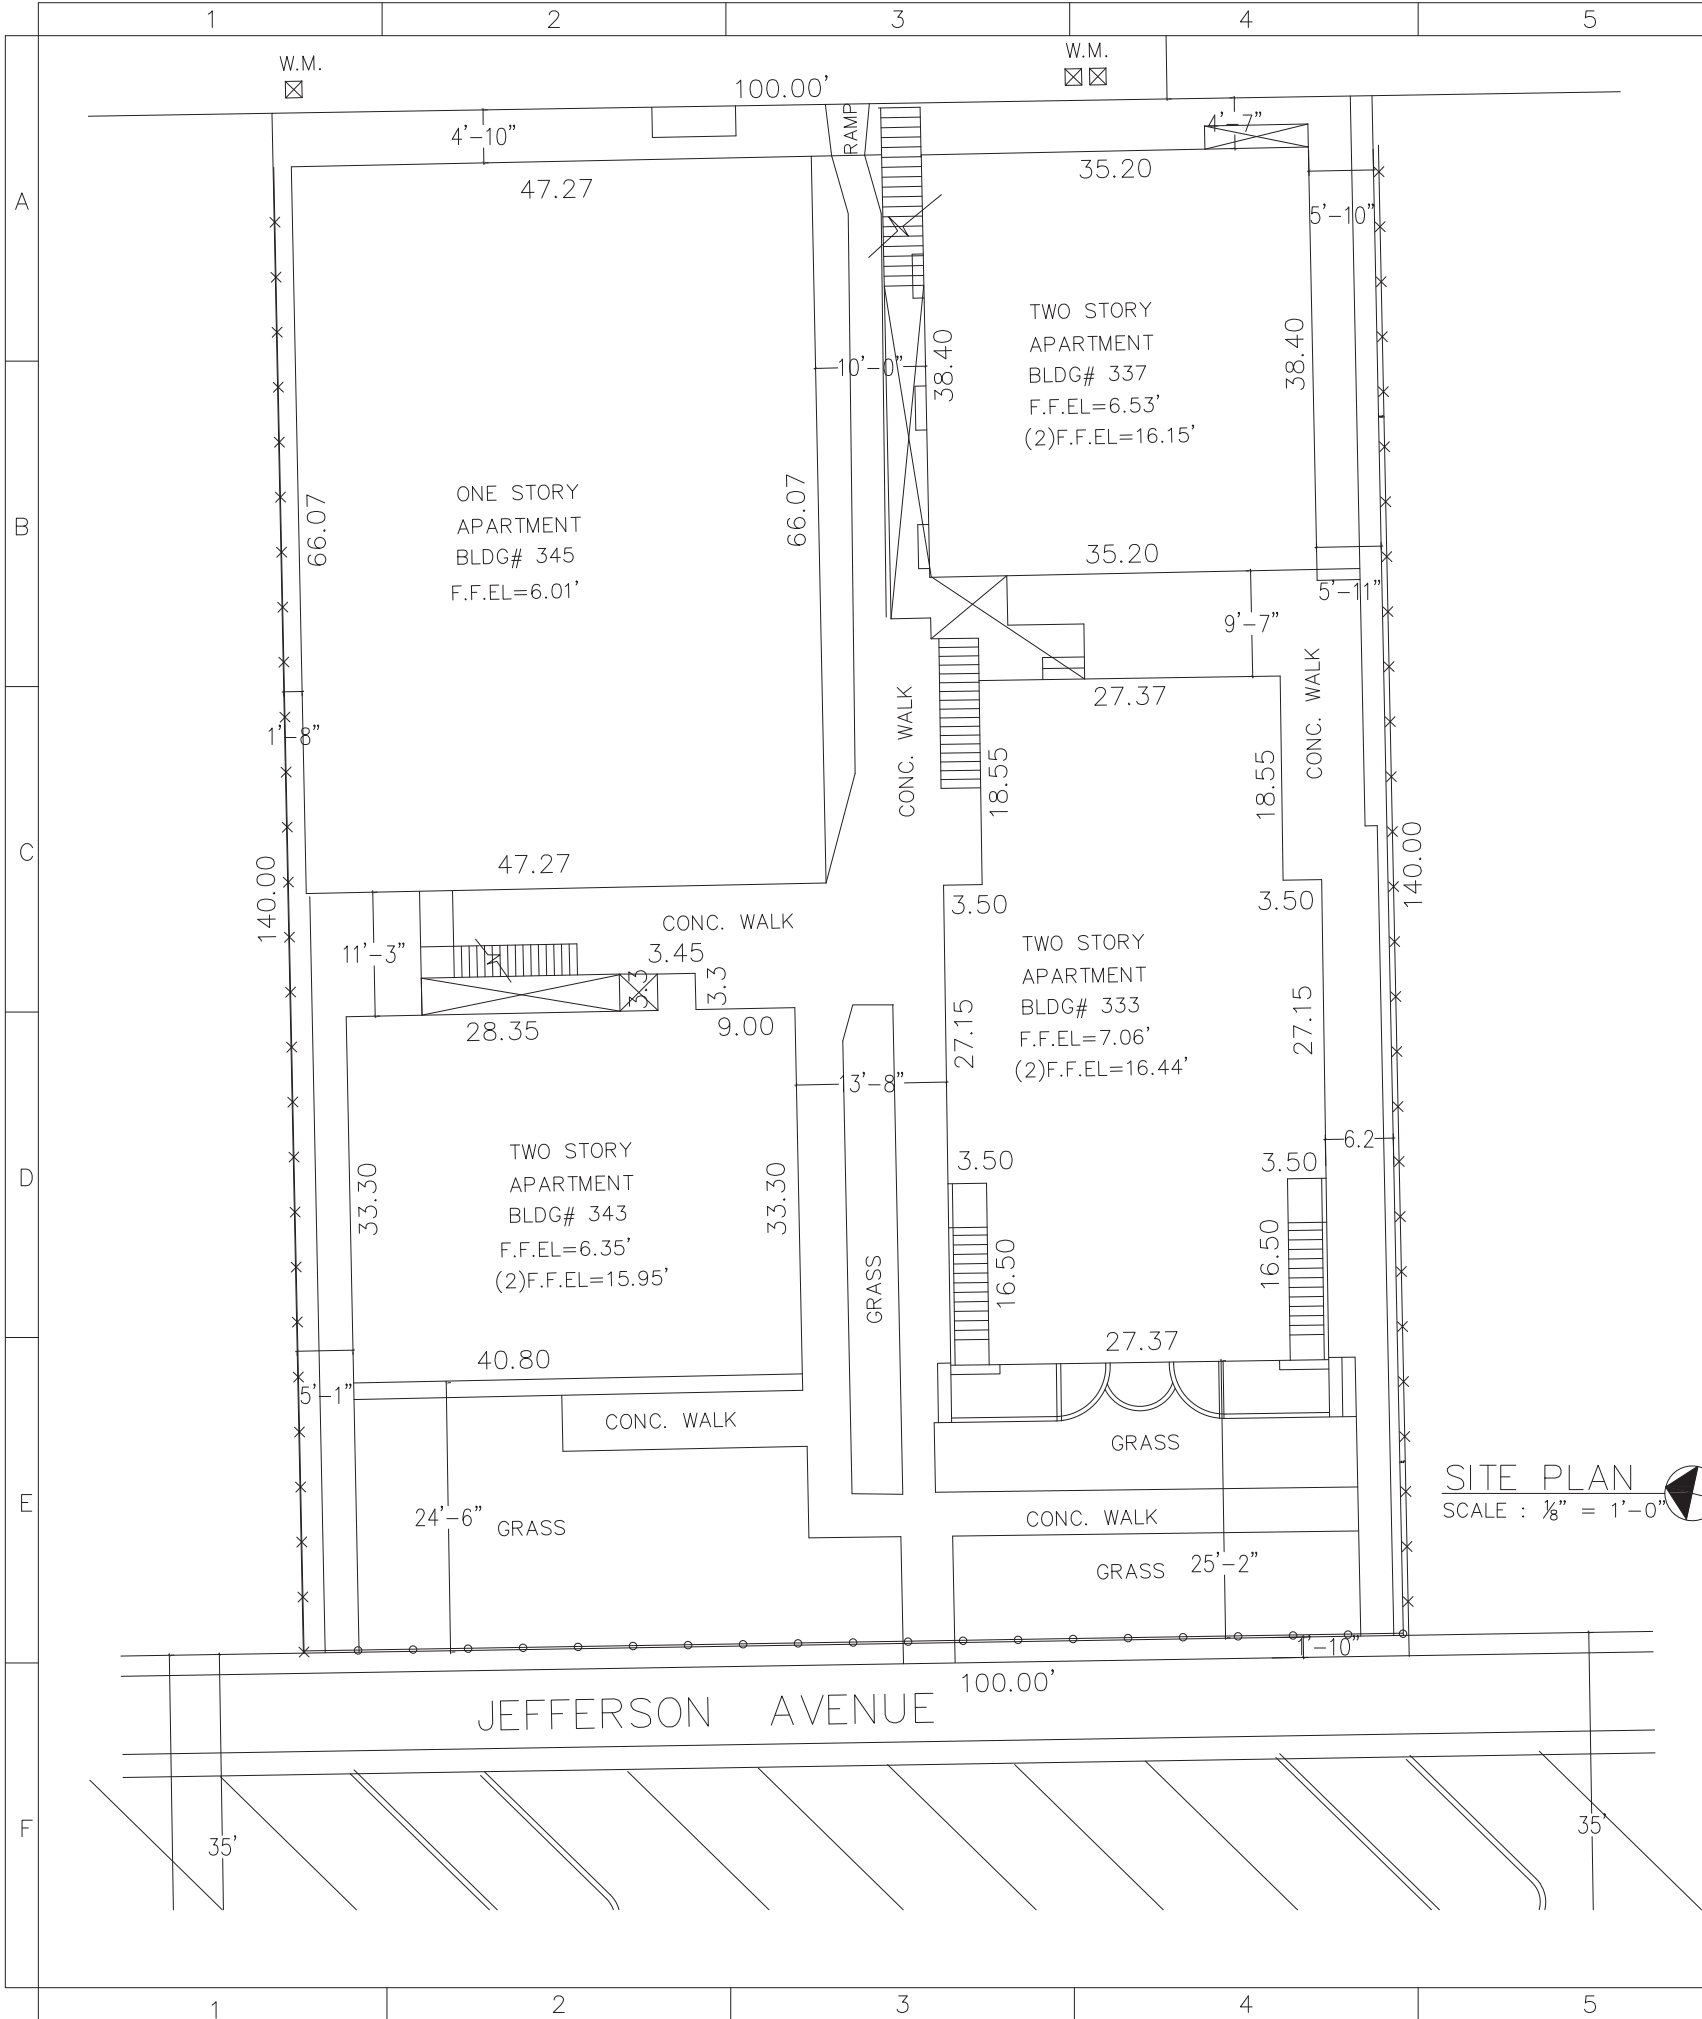 1 2 3 4 5
W.M. W.M.
100.00'
4'-10" RAMP 4'-7"
47.27 35.20
A
5'-10"
TWO STORY
APARTMENT
BLDG# 337
F.F.EL=6.53'
(2)F.F.EL=16.15'
10'-0" 38.40 38.40
ONE STORY
APARTMENT
BLDG# 345
F.F.EL=6.01'
66.07 66.07
B
35.20
5'-11"
9'-7"
27.37
CONC. WALK CONC. WALK
1'-8"
18.55 18.55
C
140.00 140.00
47.27
3.50 3.50
CONC. WALK
11'-3" 3.45
3.3 3.3
28.35 9.00
TWO STORY
APARTMENT
BLDG# 333
F.F.EL=7.06'
(2)F.F.EL=16.44'
27.15 27.15
13'-8"
6.2
3.50 3.50
D
TWO STORY
APARTMENT
BLDG# 343
F.F.EL=6.35'
(2)F.F.EL=15.95'
33.30 33.30
GRASS
16.50 16.50
27.37
40.80
5'-1"
CONC. WALK
GRASS
E
24'-6" GRASS
CONC. WALK
GRASS 25'-2"
SITE PLAN
SCALE : ⅛" = 1'-0"
1'-10"
100.00'
JEFFERSON AVENUE
F
35' 35'
1 2 3 4 5